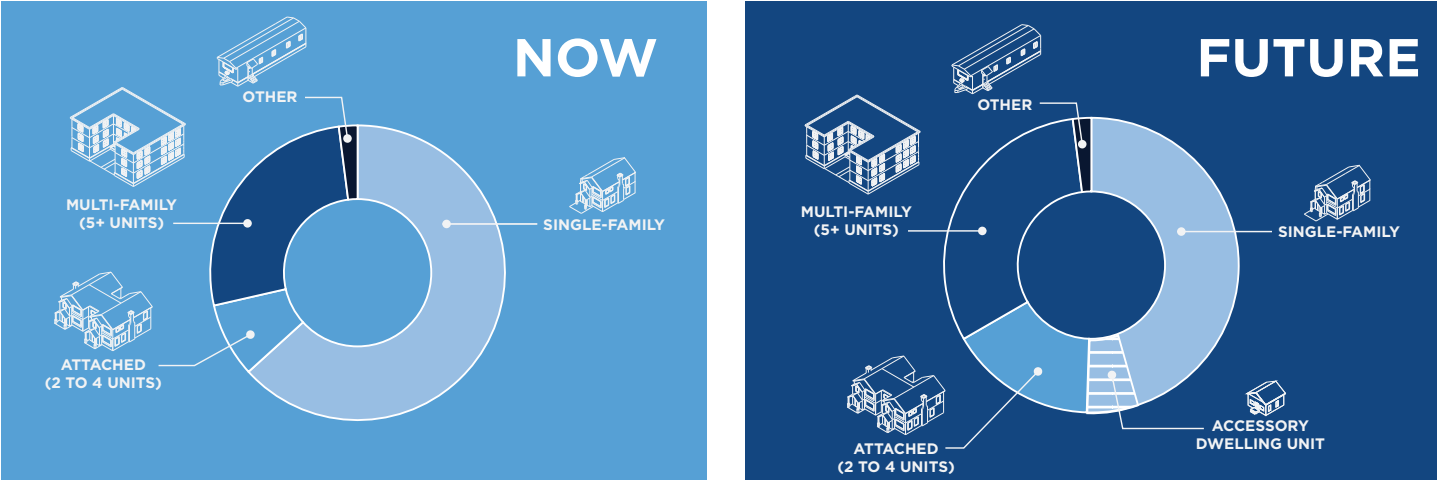 NOW
OTHER
MULTI-FAMILY
(5+ UNITS)
SINGLE-FAMILY
ATTACHED
(2 TO 4 UNITS)
FUTURE
OTHER
MULTI-FAMILY
(5+ UNITS)
SINGLE-FAMILY
ATTACHED
(2 TO 4 UNITS)
ACCESSORY
DWELLING UNIT